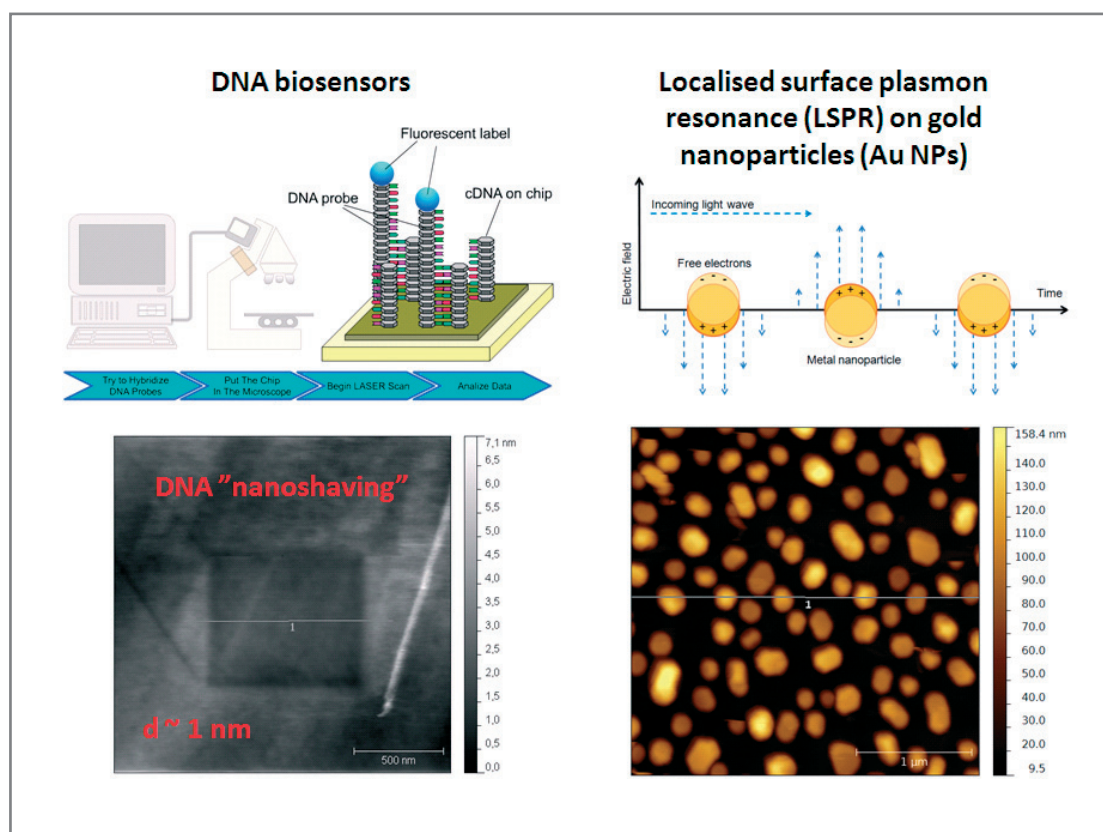 DNA biosensors
Fluorescent label
DNA probe
cDNA on chip
Try to Hybridize
DNA Probes
Put The Chip
In The Microscope
Begin LASER Scan
Analize Data
Localised surface plasmon
resonance (LSPR) on gold
nanoparticles (Au NPs)
Electric field
Incoming light wave
Free electrons
- -
+ + +
+ + +
- - -
- -
+ + +
Time
Metal nanoparticle
DNA ”nanoshaving”
1
d ~ 1 nm
500 nm
7,1 nm
6,5
6,0
5,5
5,0
4,5
4,0
3,5
3,0
2,5
2,0
1,5
1,0
0,5
0,0
1
1 µm
158.4 nm
140.0
130.0
120.0
110.0
100.0
90.0
80.0
70.0
60.0
50.0
40.0
30.0
20.0
9.5